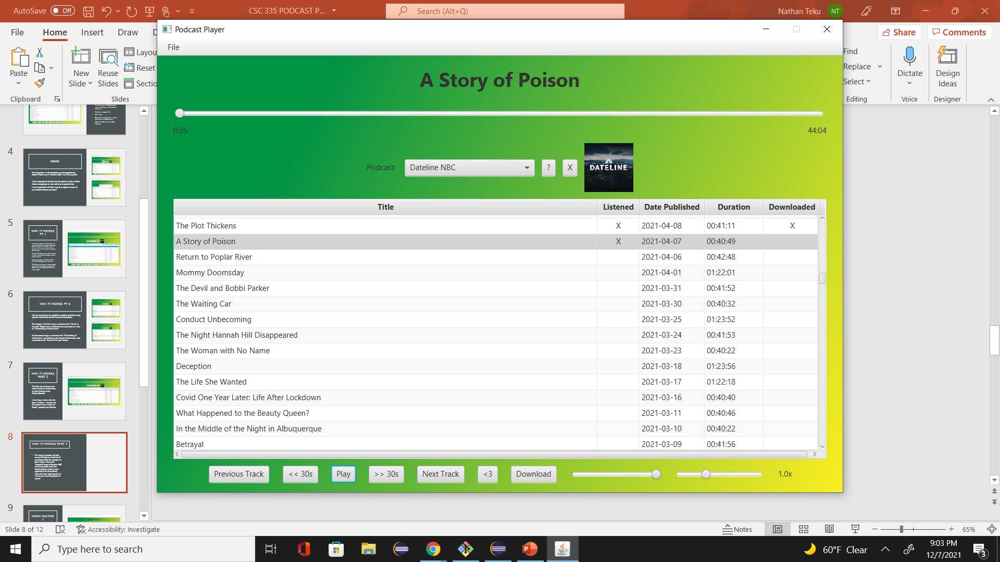 AutoSave Off CSC 335 PODCAST P... Search (Alt+Q) Nathan Teku NT
File Home Insert Draw D Share Comments
Podcast Player
File
Paste New Slide Reuse Slides Layou Reset Sectio
Find Replace Select Dictate Design Ideas
Clipboard Slides Editing Voice Designer
A Story of Poison
0:05 44:04
Podcast: Dateline NBC ? X DATELINE
Title Listened Date Published Duration Downloaded
The Plot Thickens X 2021-04-08 00:41:11 X
A Story of Poison X 2021-04-07 00:40:49
Return to Poplar River 2021-04-06 00:42:48
Mommy Doomsday 2021-04-01 01:22:01
The Devil and Bobbi Parker 2021-03-31 00:41:52
The Waiting Car 2021-03-30 00:40:32
Conduct Unbecoming 2021-03-25 01:23:52
The Night Hannah Hill Disappeared 2021-03-24 00:41:53
The Woman with No Name 2021-03-23 00:40:22
Deception 2021-03-18 01:23:56
The Life She Wanted 2021-03-17 01:22:18
Covid One Year Later: Life After Lockdown 2021-03-16 00:40:40
What Happened to the Beauty Queen? 2021-03-11 00:40:46
In the Middle of the Night in Albuquerque 2021-03-10 00:40:22
Betrayal 2021-03-09 00:41:56
Previous Track << 30s Play >> 30s Next Track <3 Download 1.0x
4
FEEDS
5
WAY IT WORKS
PT 1
6
WAY IT WORKS PT 2
7
WAY IT WORKS
PART 2
8
WAY IT WORKS PART 2
9
WOW FACTOR
1
Slide 8 of 12 Accessibility: Investigate Notes 65%
Type here to search 60°F Clear 9:03 PM
12/7/2021 3